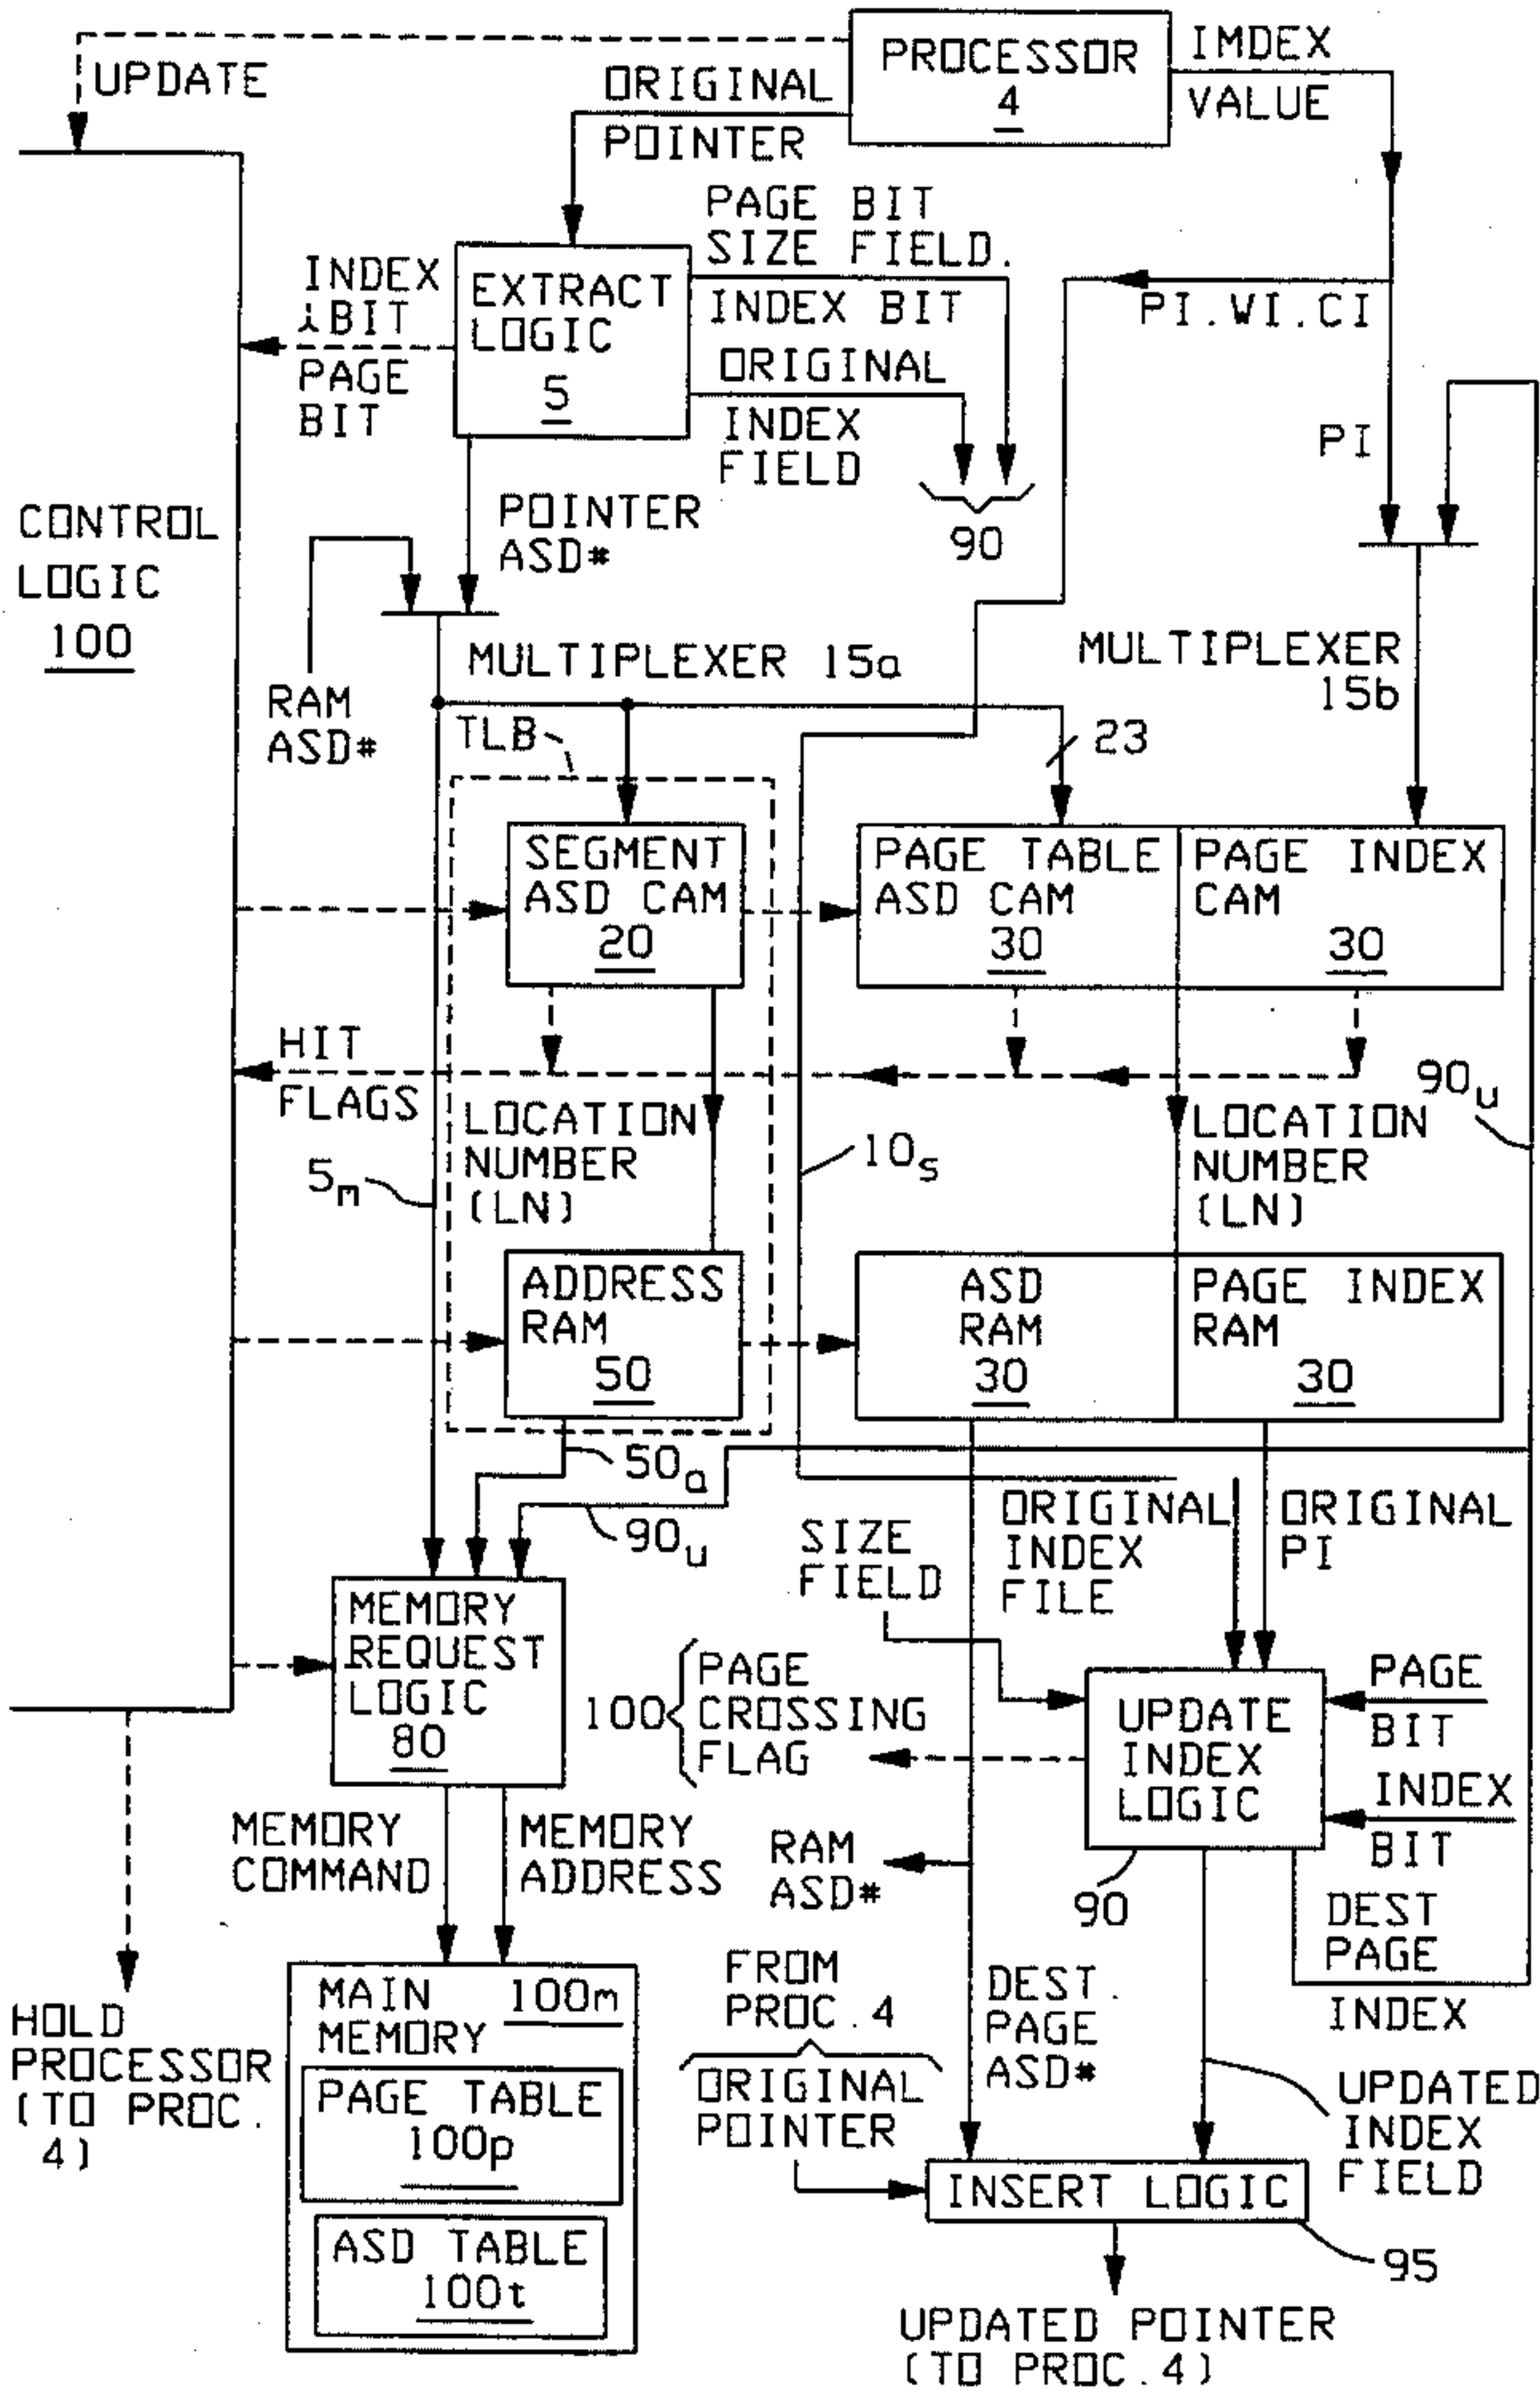 PROCESSOR
4
IMDEX
VALUE
UPDATE
ORIGINAL
POINTER
PAGE BIT
SIZE FIELD.
INDEX BIT
ORIGINAL
INDEX
FIELD
90
INDEX
&BIT
PAGE
BIT
EXTRACT
LOGIC
5
PI.WI.CI
PI
CONTROL
LOGIC
100
POINTER
ASD#
RAM
ASD#
MULTIPLEXER 15a
MULTIPLEXER
15b
TLB
23
SEGMENT
ASD CAM
20
PAGE TABLE
ASD CAM
30
PAGE INDEX
CAM
30
HIT
FLAGS
LOCATION
NUMBER
(LN)
LOCATION
NUMBER
(LN)
5m
10s
90u
ADDRESS
RAM
50
ASD
RAM
30
PAGE INDEX
RAM
30
50a
90u
SIZE
FIELD
ORIGINAL
INDEX
FILE
ORIGINAL
PI
MEMORY
REQUEST
LOGIC
80
100
PAGE
CROSSING
FLAG
UPDATE
INDEX
LOGIC
90
PAGE
BIT
INDEX
BIT
MEMORY
COMMAND
MEMORY
ADDRESS
RAM
ASD#
DEST
PAGE
INDEX
HOLD
PROCESSOR
(TO PROC.
4)
MAIN
MEMORY
100m
PAGE TABLE
100p
ASD TABLE
100t
FROM
PROC.4
ORIGINAL
POINTER
DEST.
PAGE
ASD#
UPDATED
INDEX
FIELD
INSERT LOGIC
95
UPDATED POINTER
(TO PROC.4)